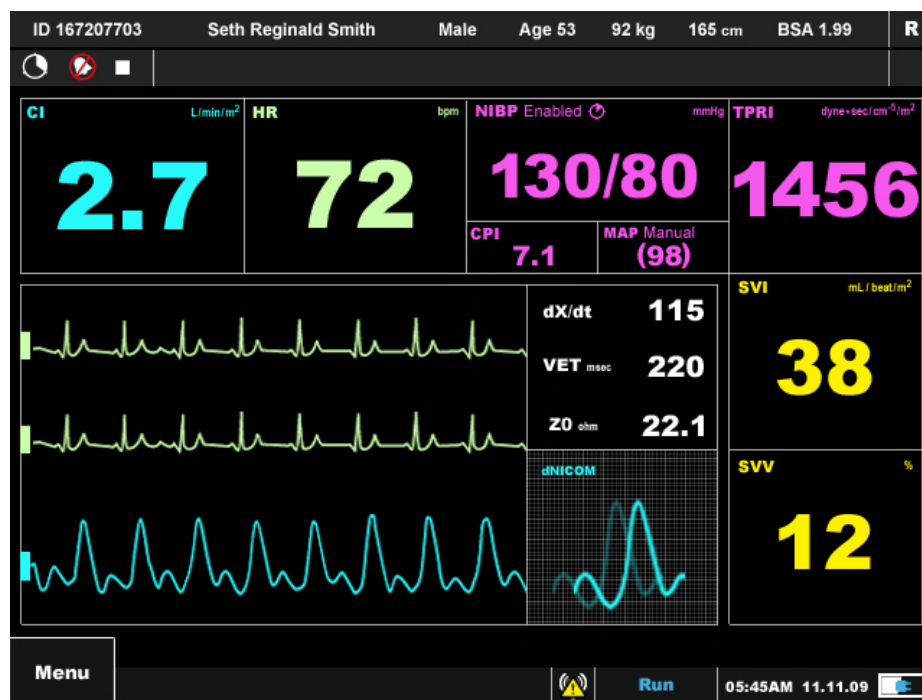 ID 167207703 Seth Reginald Smith Male Age 53 92 kg 165 cm BSA 1.99 R
CI L/min/m²
2.7
HR bpm
72
NIBP Enabled mmHg
130/80
CPI
7.1
MAP Manual
(98)
TPRI dyne•sec/cm⁻⁵/m²
1456
dX/dt 115
VET msec 220
Z0 ohm 22.1
dNICOM
SVI mL/beat/m²
38
SVV %
12
Menu
Run
05:45AM 11.11.09